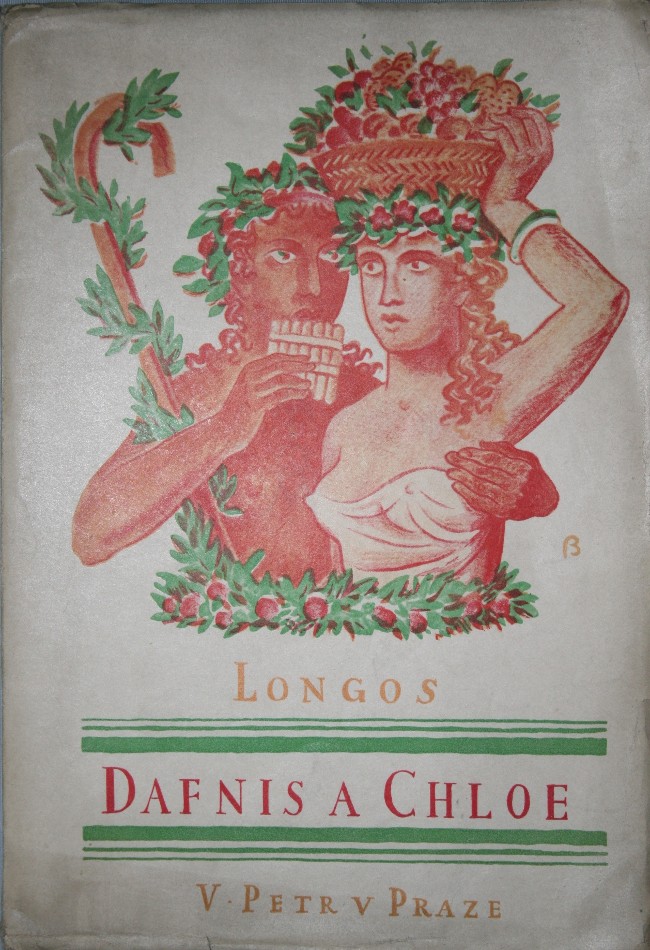 β
LONGOS
DAFNIS A CHLOE
V. PETR V PRAZE